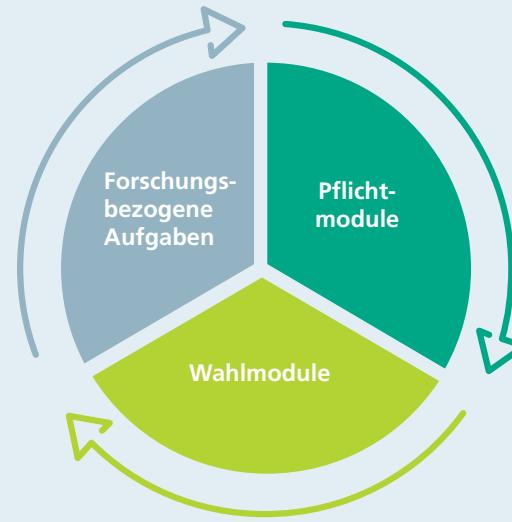 Forschungs-
bezogene
Aufgaben
Pflicht-
module
Wahlmodule